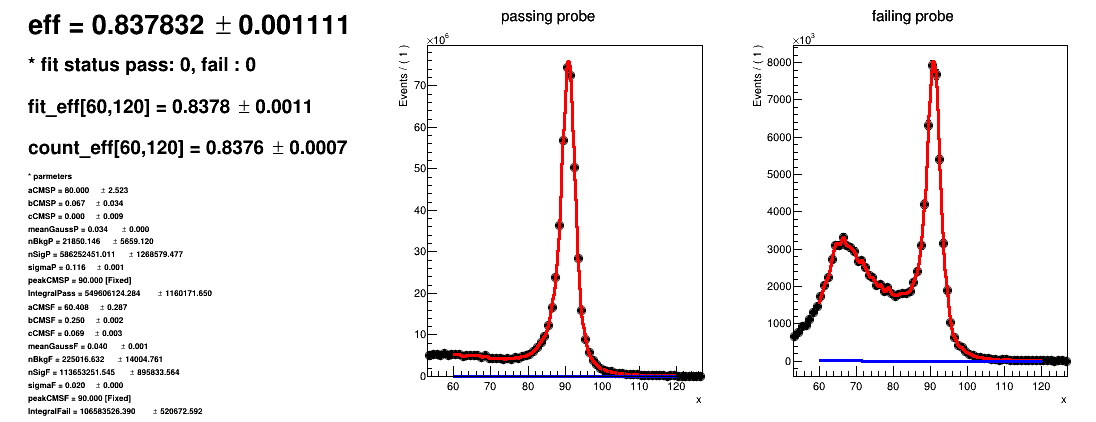 eff = 0.837832 ± 0.001111
* fit status pass: 0, fail : 0
fit_eff[60,120] = 0.8378 ± 0.0011
count_eff[60,120] = 0.8376 ± 0.0007
* parmeters
aCMSP = 80.000 ± 2.523
bCMSP = 0.067 ± 0.034
cCMSP = 0.000 ± 0.009
meanGaussP = 0.034 ± 0.000
nBkgP = 21850.146 ± 5659.120
nSigP = 586252451.011 ± 1268579.477
sigmaP = 0.116 ± 0.001
peakCMSP = 90.000 [Fixed]
IntegralPass = 549606124.284 ± 1160171.650
aCMSF = 60.408 ± 0.287
bCMSF = 0.250 ± 0.002
cCMSF = 0.069 ± 0.003
meanGaussF = 0.040 ± 0.001
nBkgF = 225016.632 ± 14004.761
nSigF = 113653251.545 ± 895833.564
sigmaF = 0.020 ± 0.000
peakCMSF = 90.000 [Fixed]
IntegralFail = 106583526.390 ± 520672.592
passing probe
×10⁶
Events / ( 1 )
70
60
50
40
30
20
10
0
60 70 80 90 100 110 120
x
failing probe
×10³
Events / ( 1 )
8000
7000
6000
5000
4000
3000
2000
1000
0
60 70 80 90 100 110 120
x